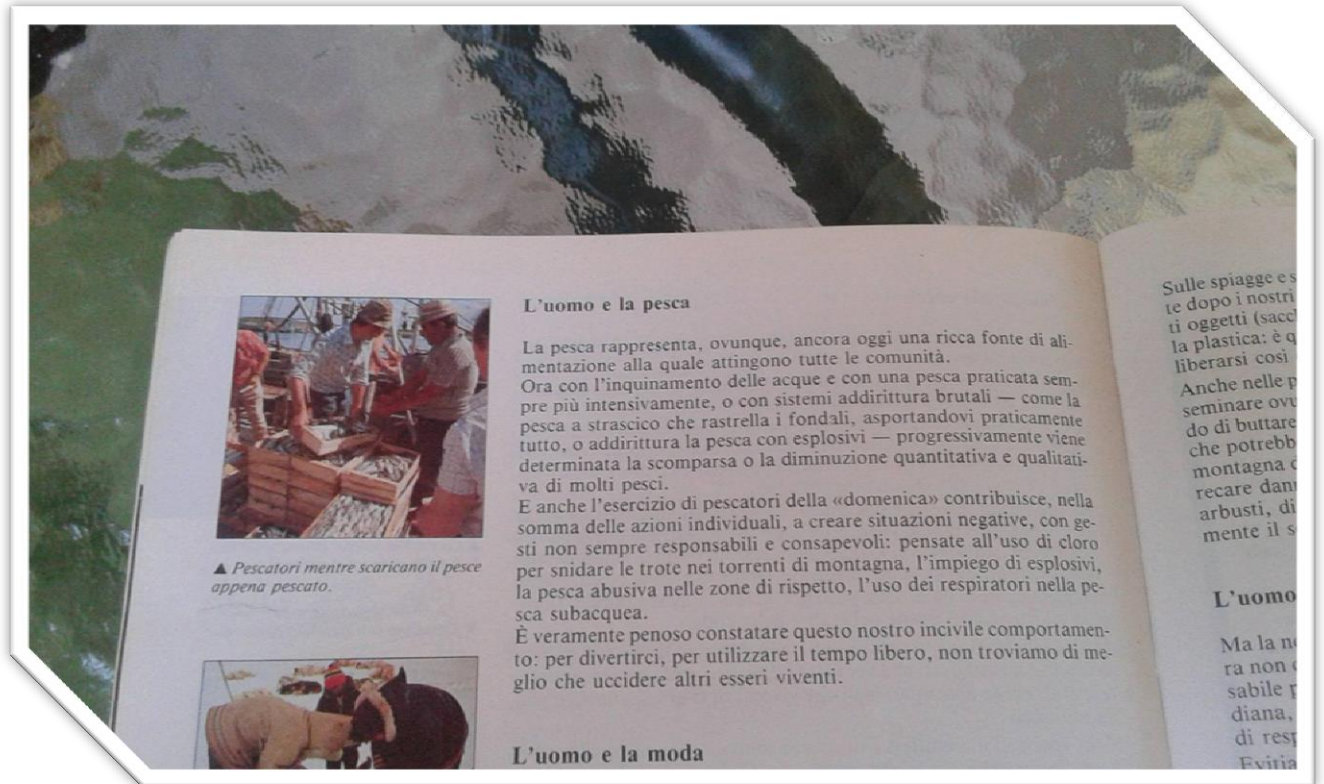 L'uomo e la pesca
La pesca rappresenta, ovunque, ancora oggi una ricca fonte di ali-
mentazione alla quale attingono tutte le comunità.
Ora con l'inquinamento delle acque e con una pesca praticata sem-
pre più intensivamente, o con sistemi addirittura brutali — come la
pesca a strascico che rastrella i fondali, asportandovi praticamente
tutto, o addirittura la pesca con esplosivi — progressivamente viene
determinata la scomparsa o la diminuzione quantitativa e qualitati-
va di molti pesci.
E anche l'esercizio di pescatori della «domenica» contribuisce, nella
somma delle azioni individuali, a creare situazioni negative, con ge-
sti non sempre responsabili e consapevoli: pensate all'uso di cloro
per snidare le trote nei torrenti di montagna, l'impiego di esplosivi,
la pesca abusiva nelle zone di rispetto, l'uso dei respiratori nella pe-
sca subacquea.
È veramente penoso constatare questo nostro incivile comportamen-
to: per divertirci, per utilizzare il tempo libero, non troviamo di me-
glio che uccidere altri esseri viventi.
▲ Pescatori mentre scaricano il pesce
appena pescato.
L'uomo e la moda
Sulle spiagge e s
te dopo i nostri
ti oggetti (sacc
la plastica: è q
liberarsi così
Anche nelle p
seminare ovu
do di buttare
che potrebb
montagna
recare dan
arbusti, di
mente il s
L'uomo
Ma la n
ra non
sabile p
diana,
di resp
Evitia